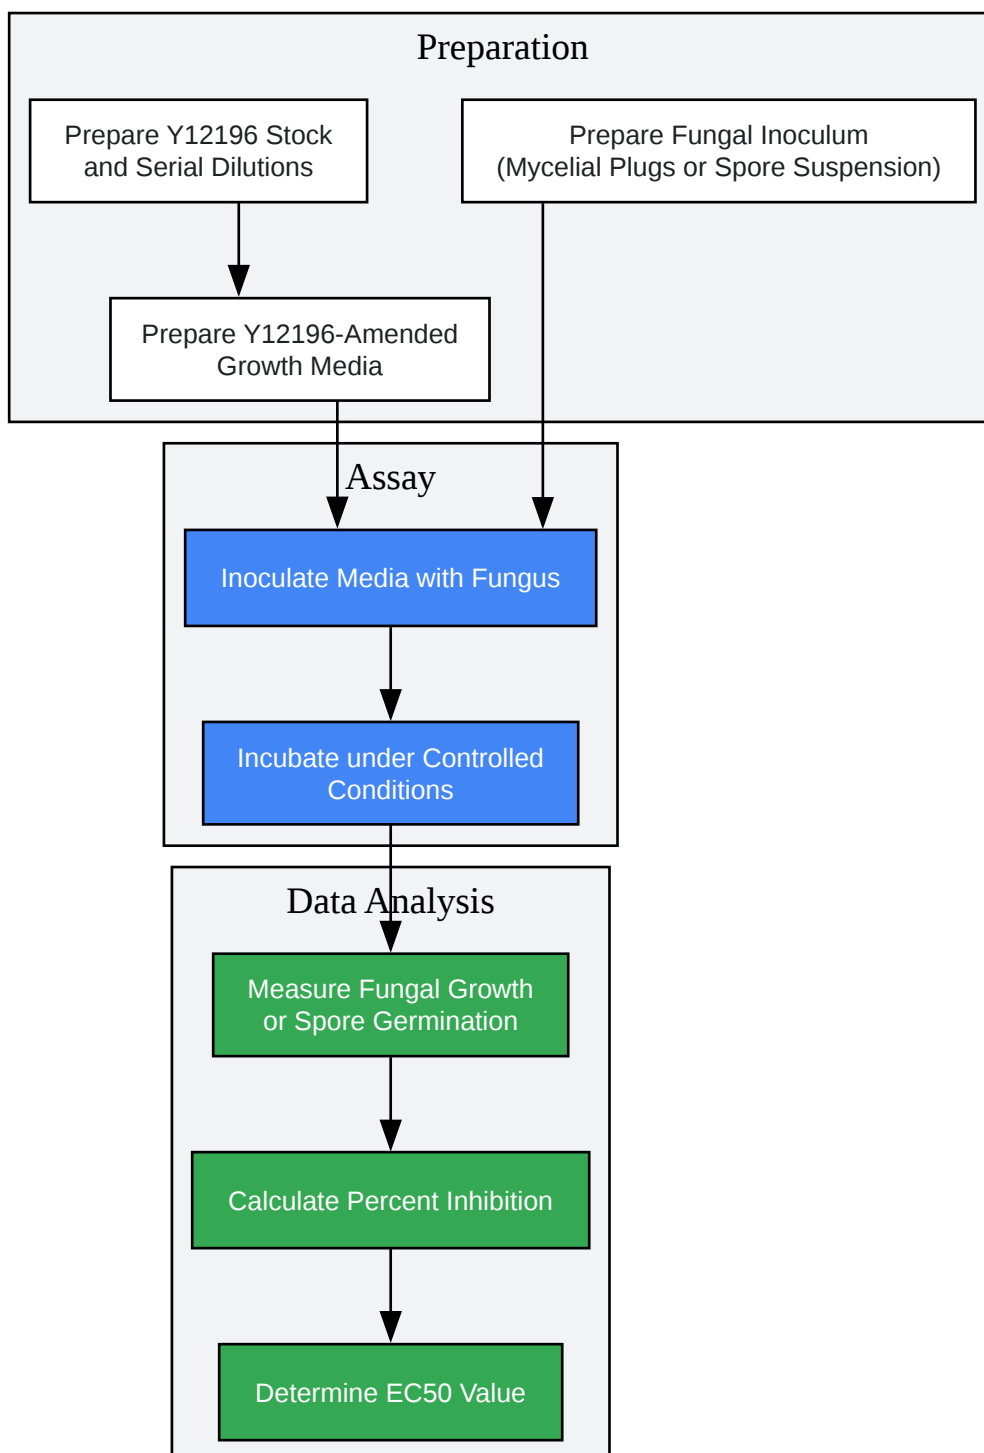 Preparation
Prepare Y12196 Stock
and Serial Dilutions
Prepare Fungal Inoculum
(Mycelial Plugs or Spore Suspension)
Prepare Y12196-Amended
Growth Media
Assay
Inoculate Media with Fungus
Incubate under Controlled
Conditions
Data Analysis
Measure Fungal Growth
or Spore Germination
Calculate Percent Inhibition
Determine EC50 Value